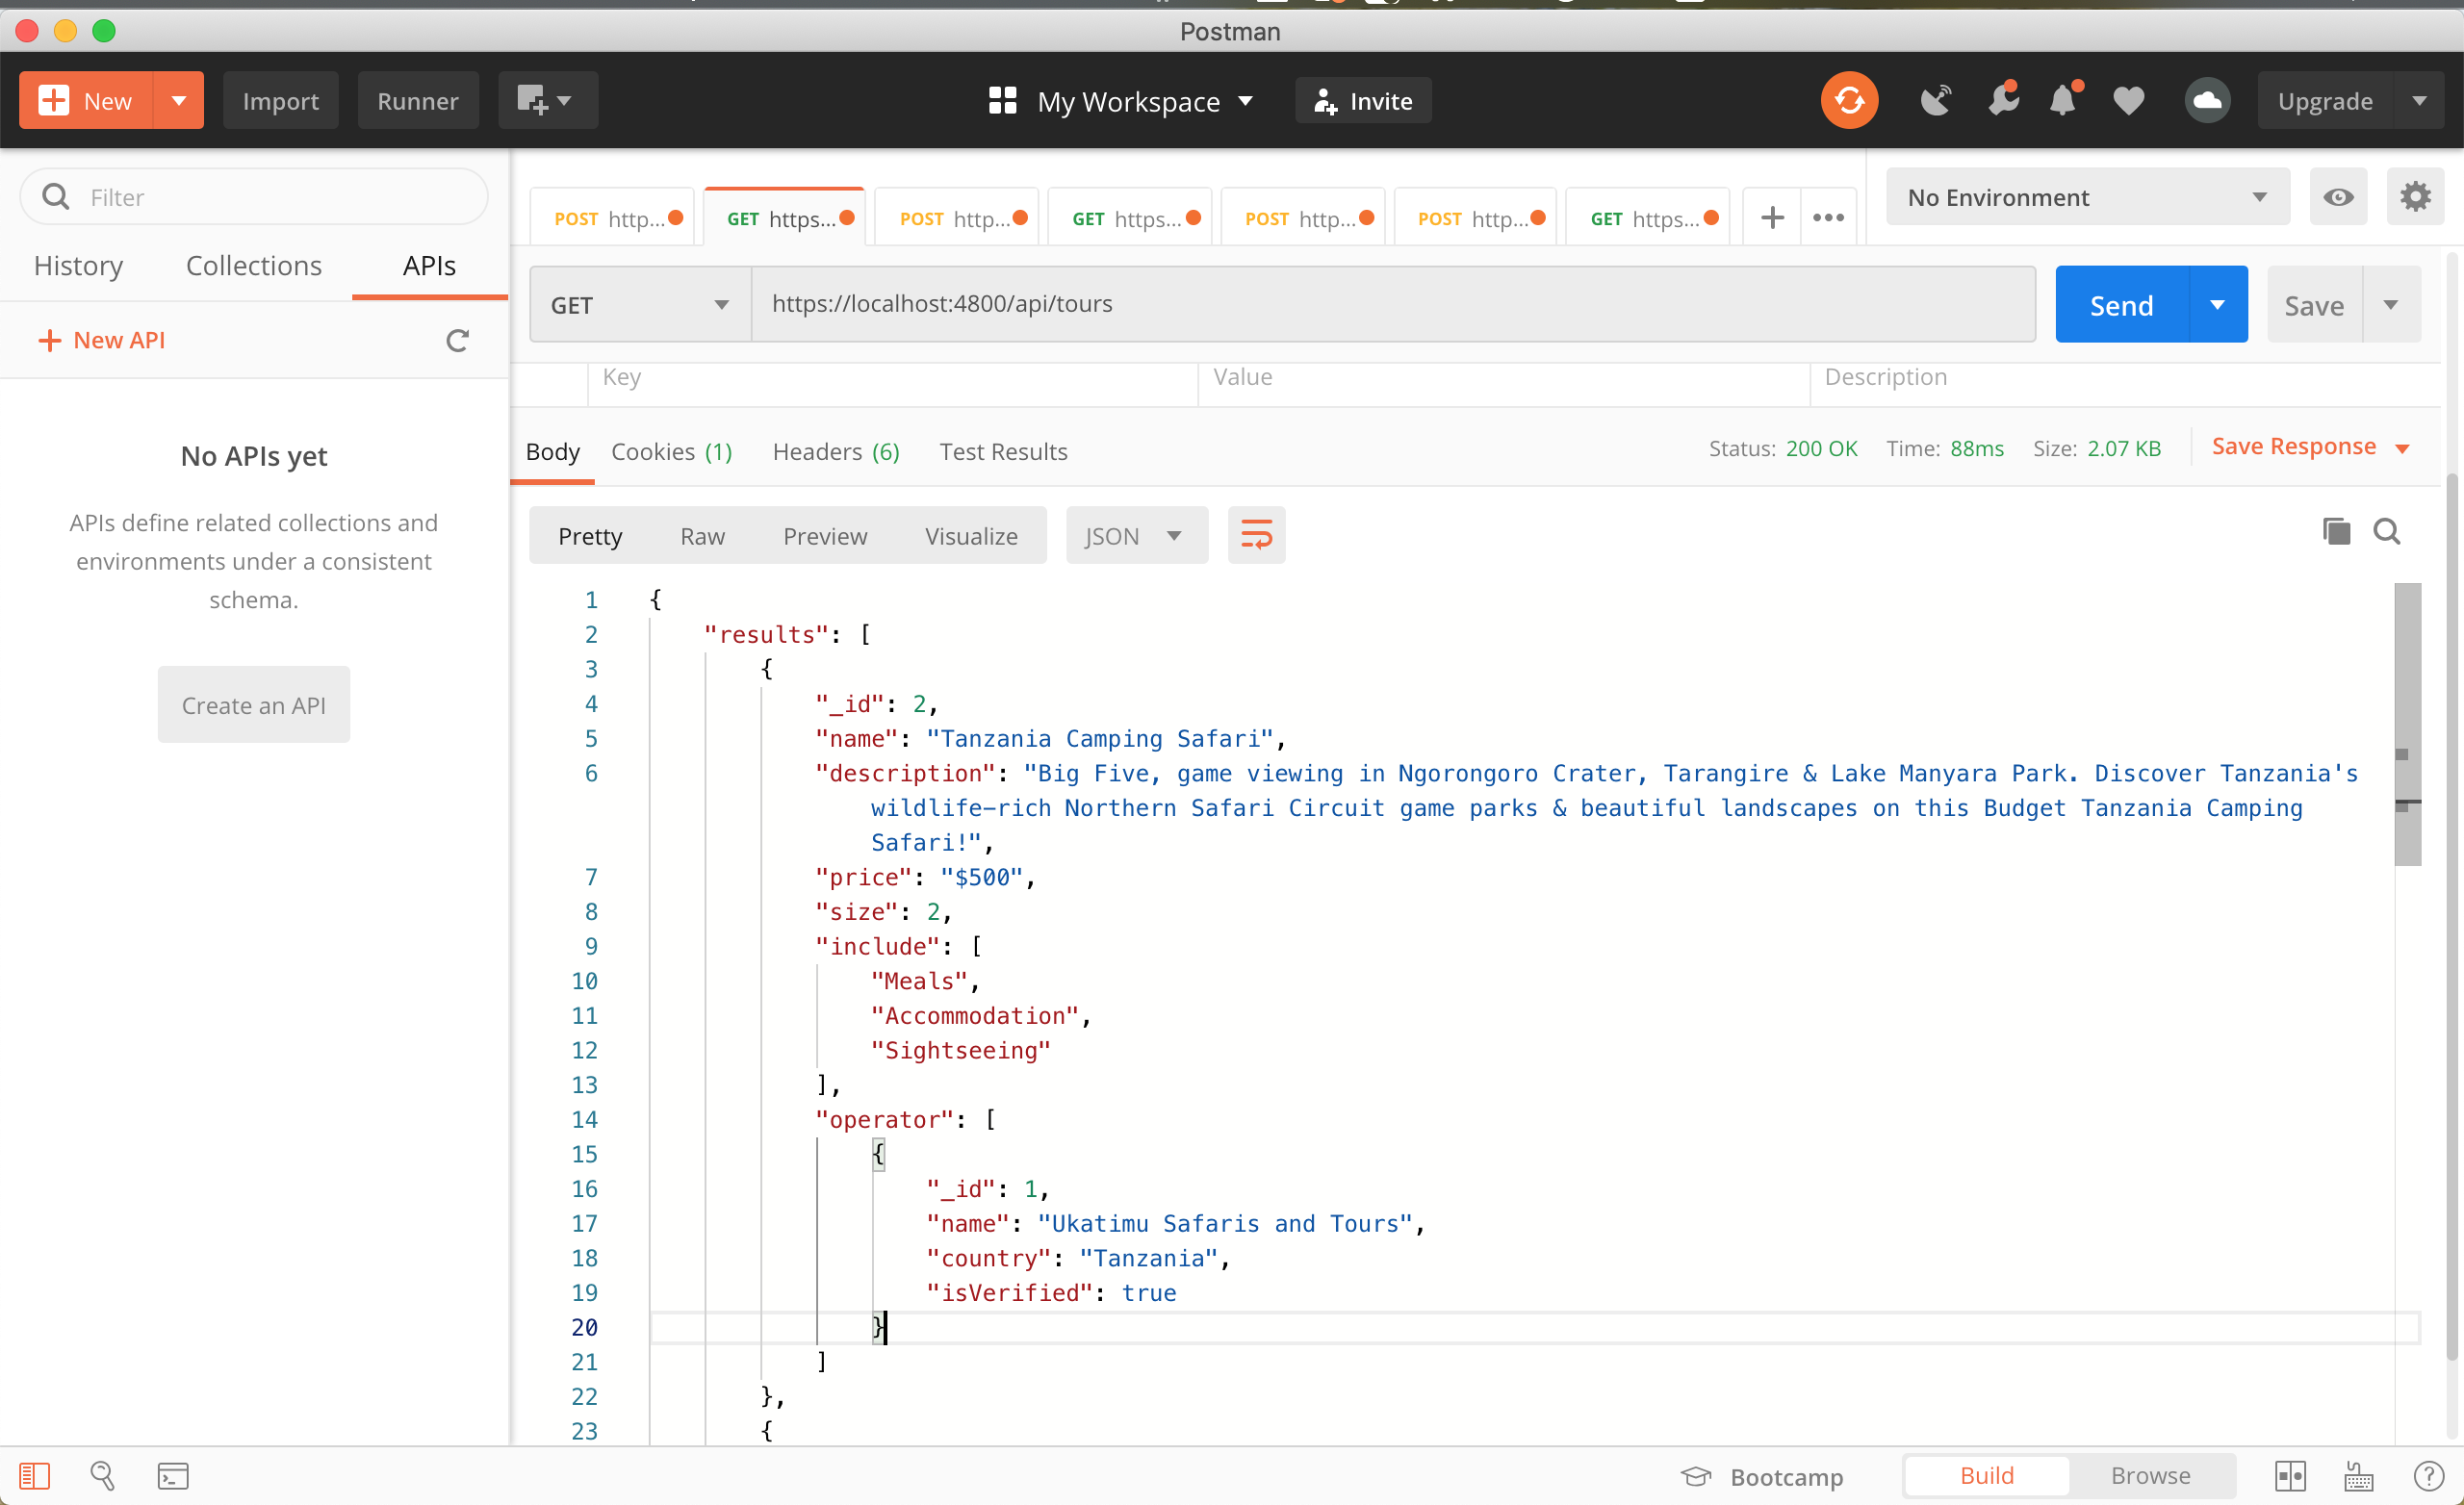 Postman
New
Import
Runner
My Workspace
Invite
Upgrade
Filter
History Collections APIs
New API
No APIs yet
APIs define related collections and
environments under a consistent
schema.
Create an API
POST http...
GET https...
POST http...
GET https...
POST http...
POST http...
GET https...
No Environment
GET https://localhost:4800/api/tours
Send
Save
Key Value Description
Body Cookies (1) Headers (6) Test Results
Status: 200 OK Time: 88ms Size: 2.07 KB
Save Response
Pretty Raw Preview Visualize JSON
1 {
2 "results": [
3 {
4 "_id": 2,
5 "name": "Tanzania Camping Safari",
6 "description": "Big Five, game viewing in Ngorongoro Crater, Tarangire & Lake Manyara Park. Discover Tanzania's
wildlife-rich Northern Safari Circuit game parks & beautiful landscapes on this Budget Tanzania Camping
Safari!",
7 "price": "$500",
8 "size": 2,
9 "include": [
10 "Meals",
11 "Accommodation",
12 "Sightseeing"
13 ],
14 "operator": [
15 {
16 "_id": 1,
17 "name": "Ukatimu Safaris and Tours",
18 "country": "Tanzania",
19 "isVerified": true
20 }
21 ]
22 },
23 {
Bootcamp
Build
Browse